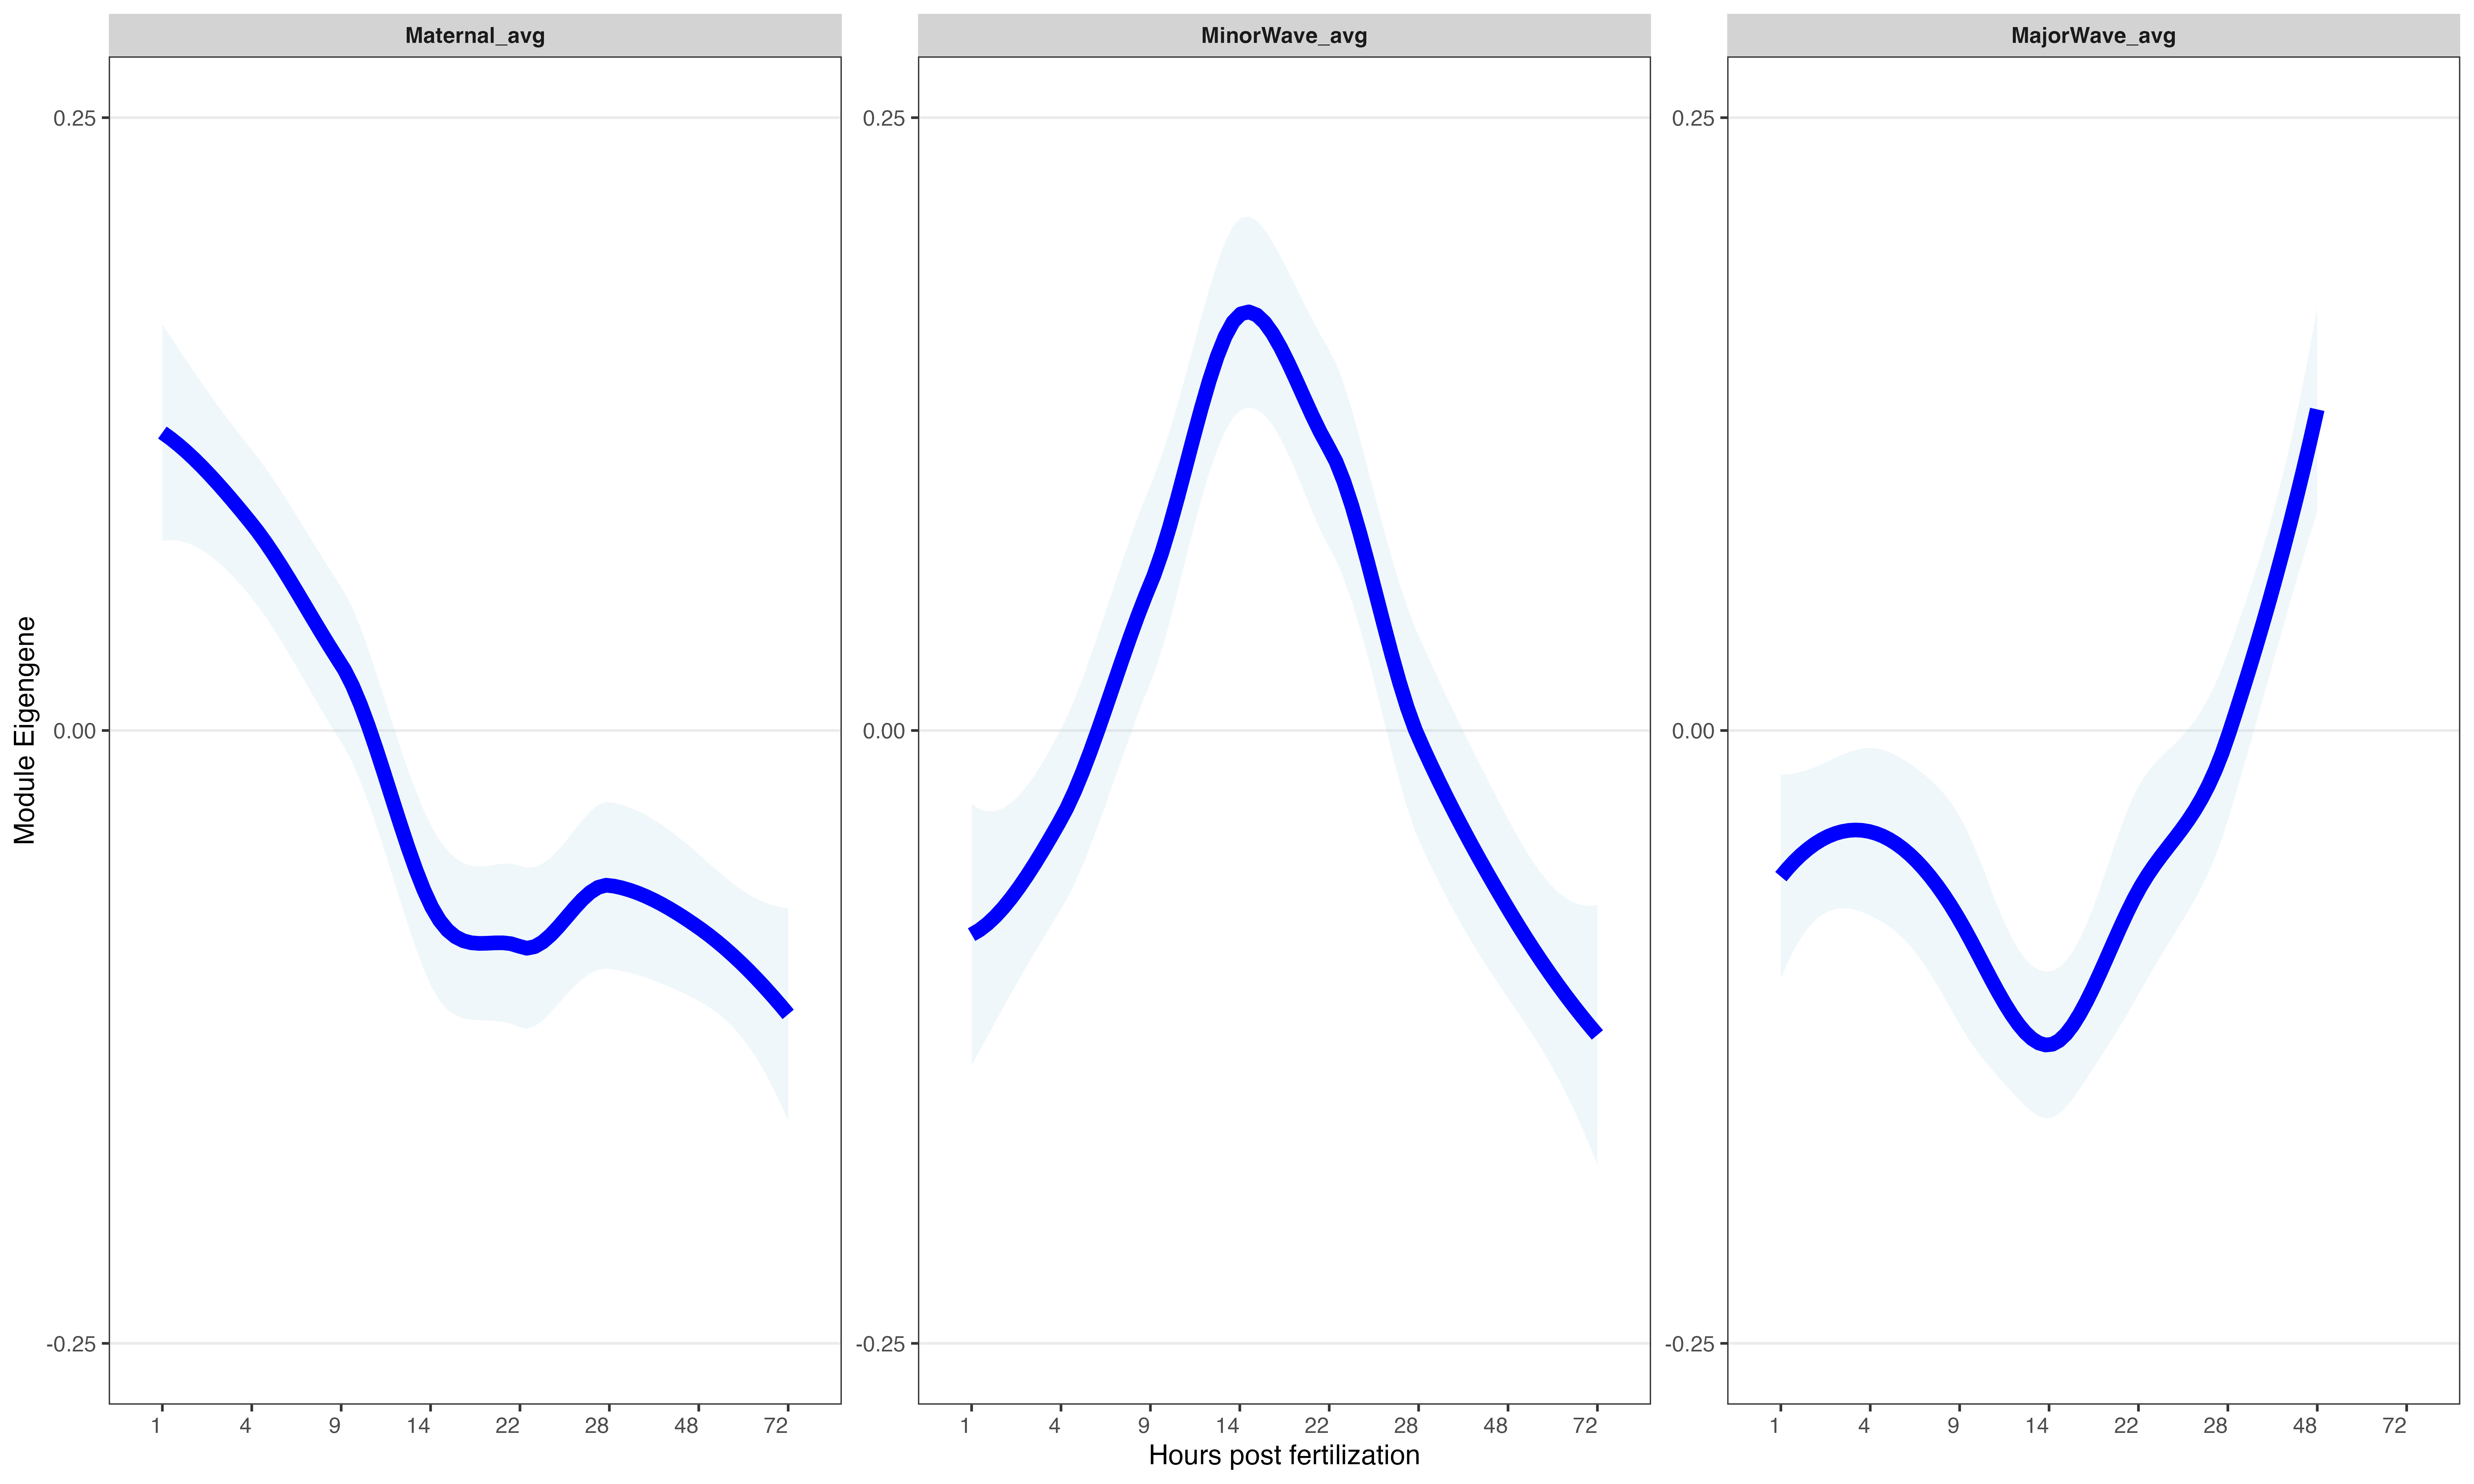 Maternal_avg MinorWave_avg MajorWave_avg
Module Eigengene
0.25 0.25 0.25
0.00 0.00 0.00
-0.25 -0.25 -0.25
1 4 9 14 22 28 48 72 1 4 9 14 22 28 48 72 1 4 9 14 22 28 48 72
Hours post fertilization